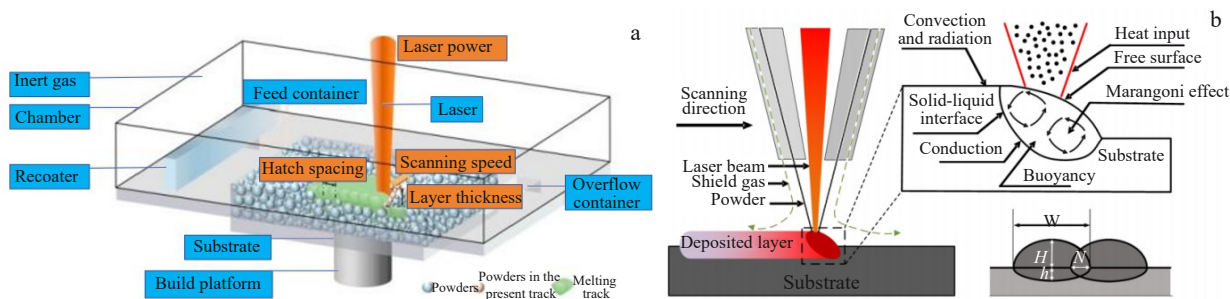 a
Laser power
Inert gas
Feed container
Laser
Chamber
Hatch spacing
Scanning speed
Recoater
Layer thickness
Overflow
container
Substrate
Build platform
Powders
Powders in the
present track
Melting
track
b
Convection
and radiation
Heat input
Free surface
Scanning
direction
Solid-liquid
interface
Marangoni effect
Conduction
Substrate
Laser beam
Shield gas
Powder
Buoyancy
Deposited layer
Substrate
W
H
N
h